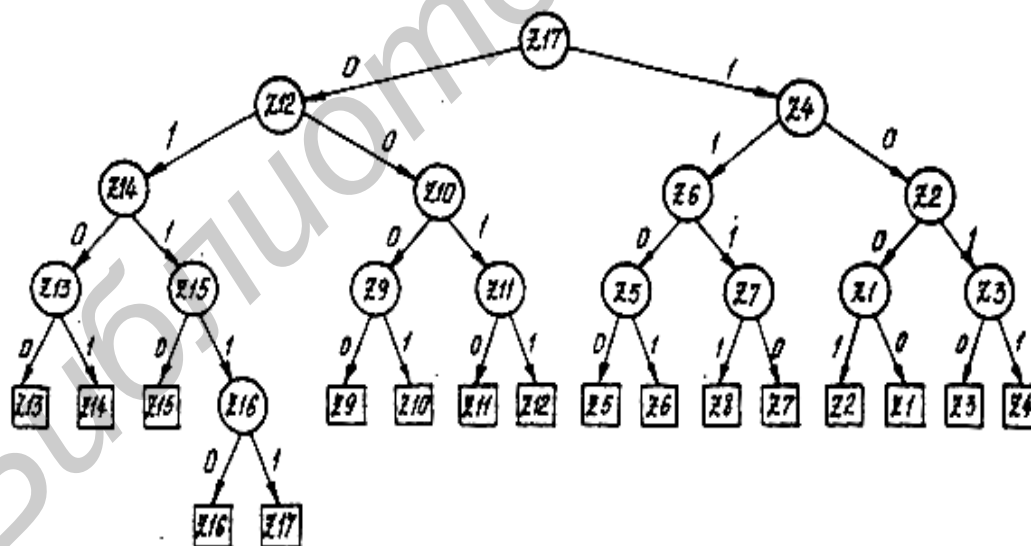 Z17
0 1
Z12 Z4
1 0 1 0
Z14 Z10 Z6 Z2
0 1 0 1 0 1 0 1
Z13 Z15 Z9 Z11 Z5 Z7 Z1 Z3
0 1 0 1 0 1 0 1 0 1 1 0 1 0 0 1
Z13 Z14 Z15 Z16 Z9 Z10 Z11 Z12 Z5 Z6 Z8 Z7 Z2 Z1 Z3 Z4
0 1
Z16 Z17
Библиоте